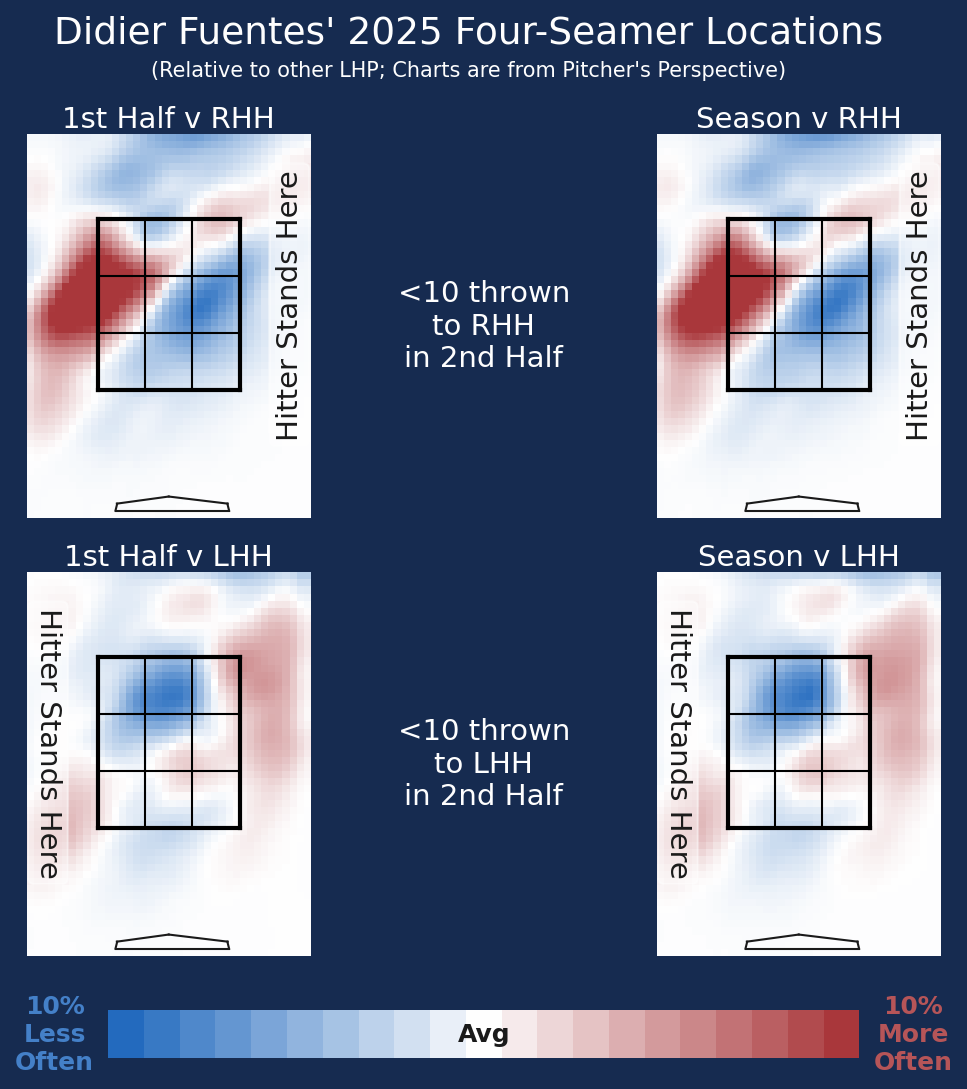 Didier Fuentes' 2025 Four-Seamer Locations
(Relative to other LHP; Charts are from Pitcher's Perspective)
1st Half v RHH
Season v RHH
Hitter Stands Here
<10 thrown
to RHH
in 2nd Half
Hitter Stands Here
1st Half v LHH
Season v LHH
Hitter Stands Here
<10 thrown
to LHH
in 2nd Half
Hitter Stands Here
10%
Less
Often
Avg
10%
More
Often